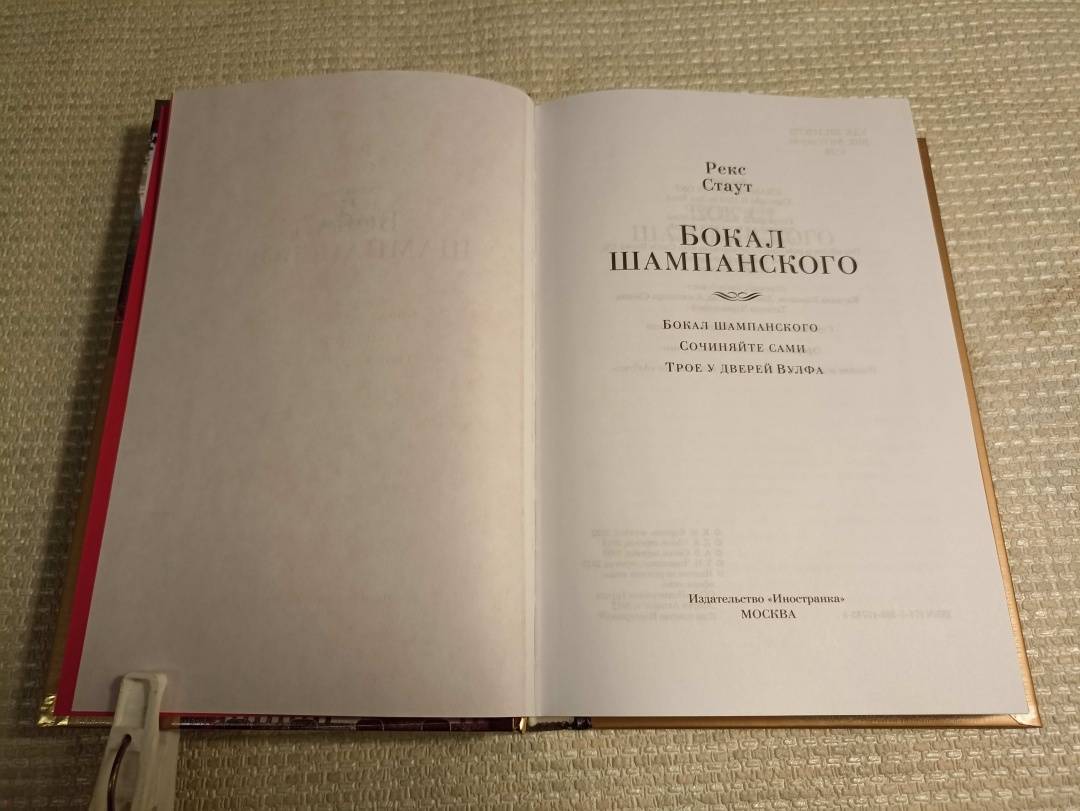 Рекс
Стаут
Бокал
шампанского
Бокал шампанского
Сочиняйте сами
Трое у дверей Вулфа
Издательство «Иностранка»
МОСКВА